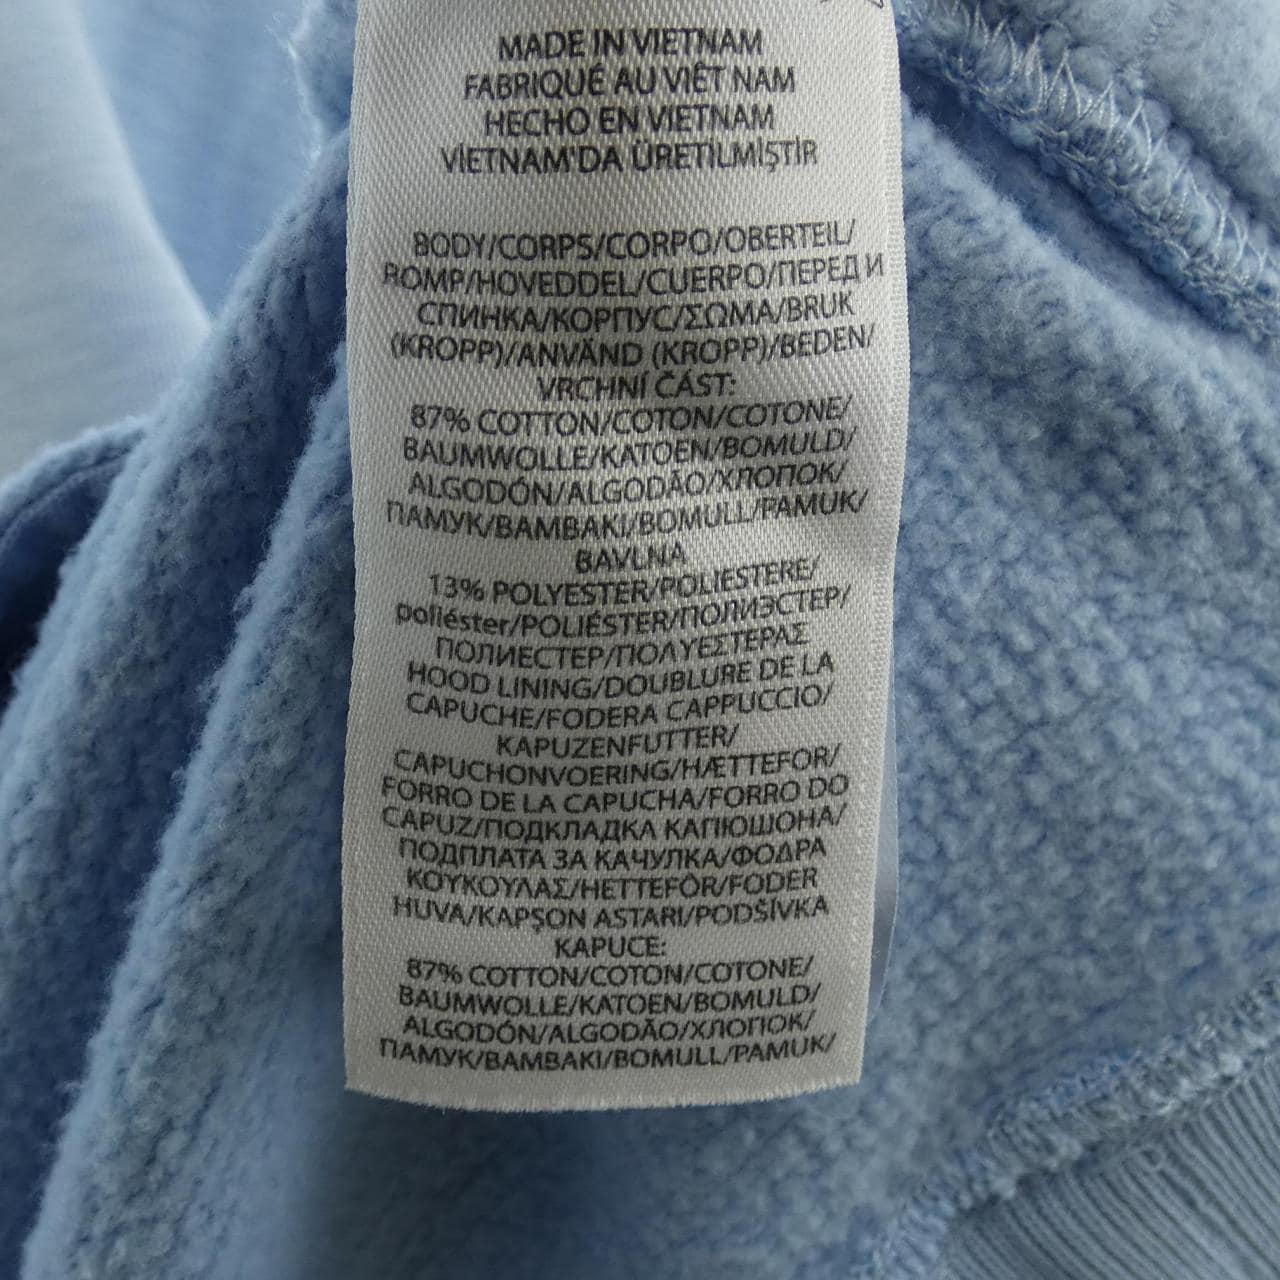 MADE IN VIETNAM
FABRIQUÉ AU VIÊT NAM
HECHO EN VIETNAM
VİETNAM'DA ÜRETİLMİŞTİR
BODY/CORPS/CORPO/OBERTEIL/
ROMP/HOVEDDEL/CUERPO/ПЕРЕД И
СПИНКА/КОРПУС/ΣΩΜΑ/BRUK
(KROPP)/ANVÄND (KROPP)/BEDEN/
VRCHNÍ ČÁST:
87% COTTON/COTON/COTONE/
BAUMWOLLE/KATOEN/BOMULD/
ALGODÓN/ALGODÃO/ХЛОПОК/
ПАМУК/ΒΑΜΒΑΚΙ/BOMULL/PAMUK/
BAVLNA
13% POLYESTER/POLIESTERE/
poliéster/POLIÉSTER/ПОЛИЭСТЕР/
ПОЛИЕСТЕР/ΠΟΛΥΕΣΤΕΡΑΣ
HOOD LINING/DOUBLURE DE LA
CAPUCHE/FODERA CAPPUCCIO/
KAPUZENFUTTER/
CAPUCHONVOERING/HÆTTEFOR/
FORRO DE LA CAPUCHA/FORRO DO
CAPUZ/ПОДКЛАДКА КАПЮШОНА/
ПОДПЛАТА ЗА КАЧУЛКА/ΦΟΔΡΑ
ΚΟΥΚΟΥΛΑΣ/HETTEFÔR/FODER
HUVA/KAPŞON ASTARI/PODŠÍVKA
KAPUCE:
87% COTTON/COTON/COTONE/
BAUMWOLLE/KATOEN/BOMULD/
ALGODÓN/ALGODÃO/ХЛОПОК/
ПАМУК/ΒΑΜΒΑΚΙ/BOMULL/PAMUK/